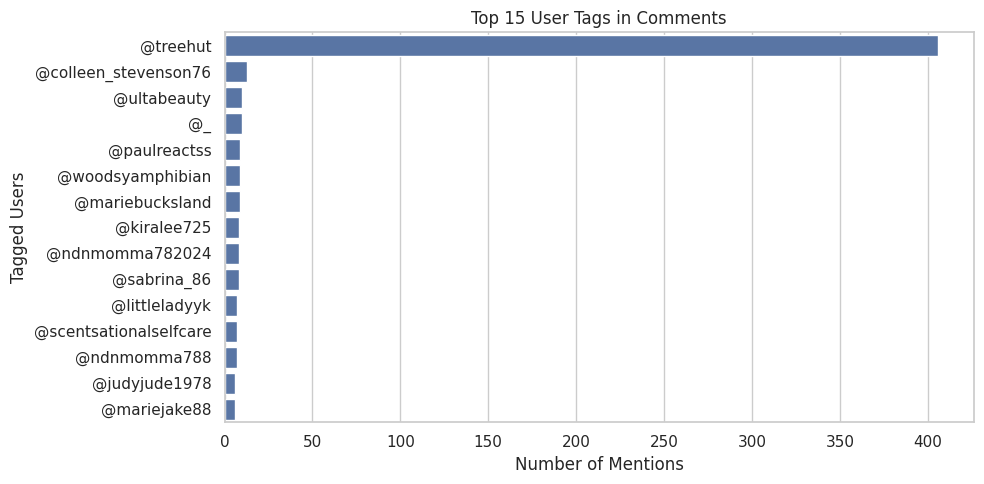 Top 15 User Tags in Comments
Tagged Users
@treehut
@colleen_stevenson76
@ultabeauty
@_
@paulreactss
@woodsyamphibian
@mariebucksland
@kiralee725
@ndnmomma782024
@sabrina_86
@littleladyyk
@scentsationalselfcare
@ndnmomma788
@judyjude1978
@mariejake88
0 50 100 150 200 250 300 350 400
Number of Mentions